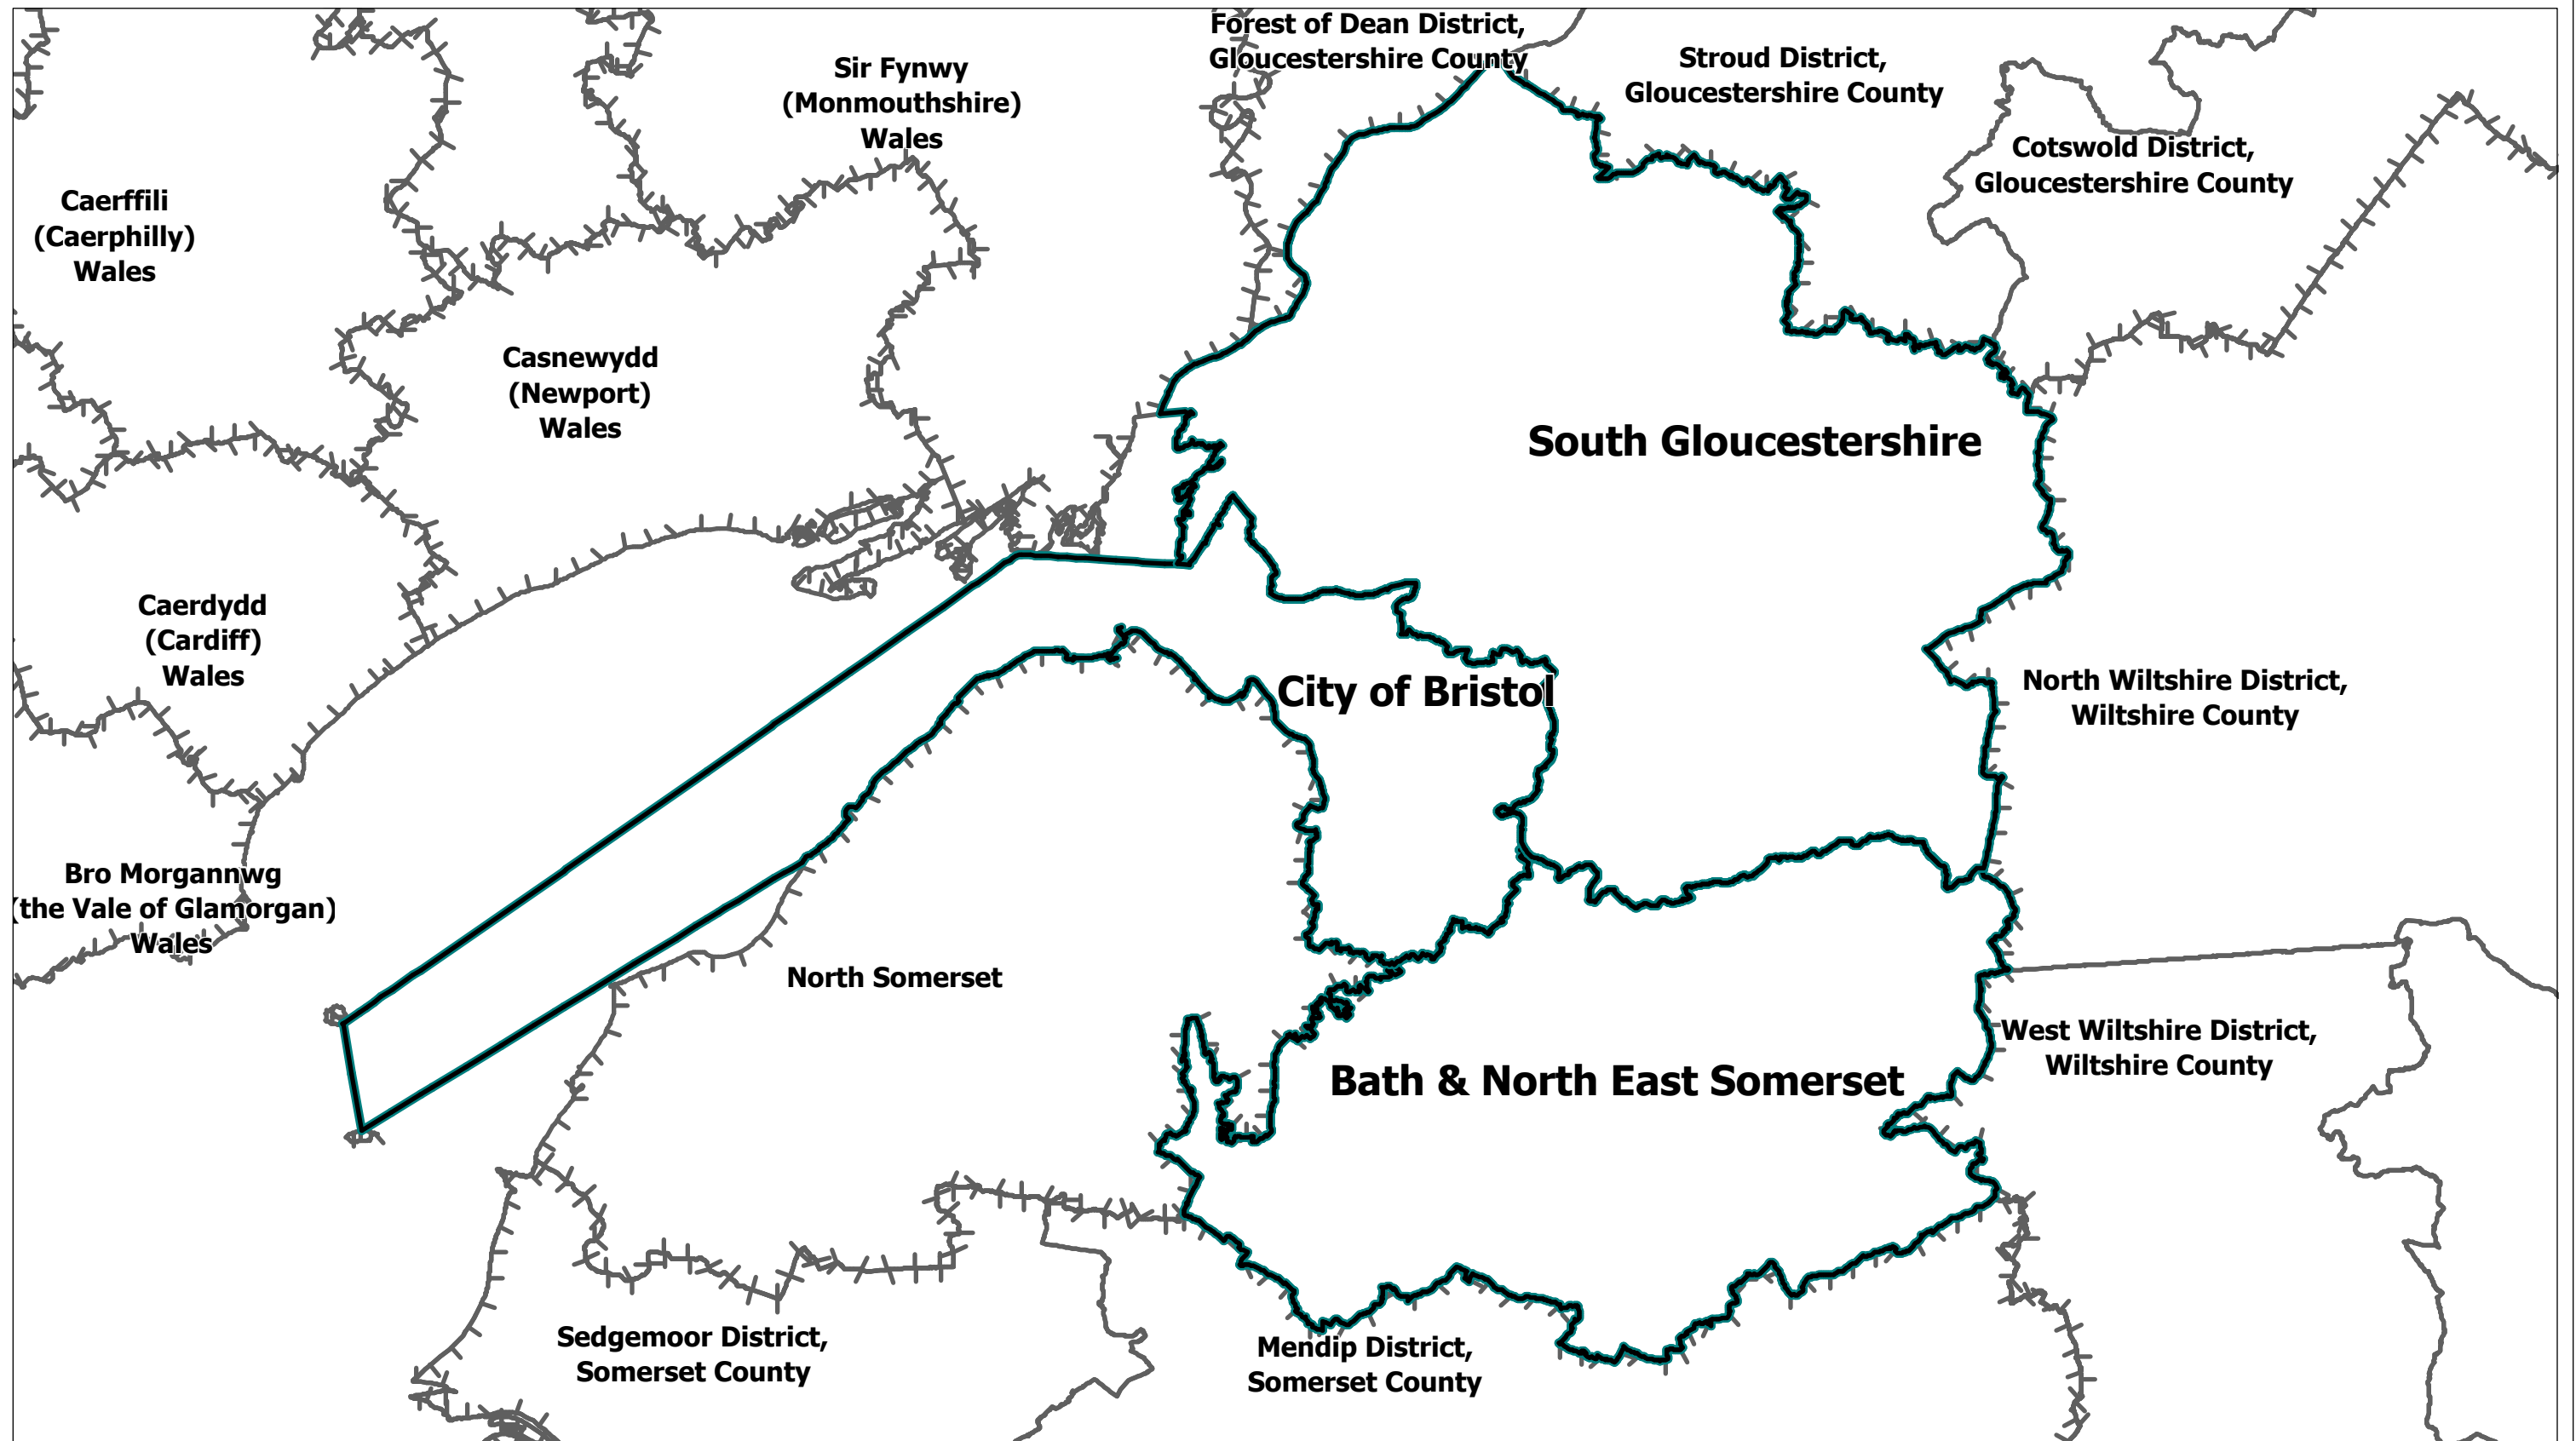 Forest of Dean District,
Gloucestershire County
Stroud District,
Gloucestershire County
Sir Fynwy
(Monmouthshire)
Wales
Cotswold District,
Gloucestershire County
Caerffili
(Caerphilly)
Wales
Casnewydd
(Newport)
Wales
South Gloucestershire
Caerdydd
(Cardiff)
Wales
City of Bristol
North Wiltshire District,
Wiltshire County
Bro Morgannwg
(the Vale of Glamorgan)
Wales
North Somerset
West Wiltshire District,
Wiltshire County
Bath & North East Somerset
Sedgemoor District,
Somerset County
Mendip District,
Somerset County